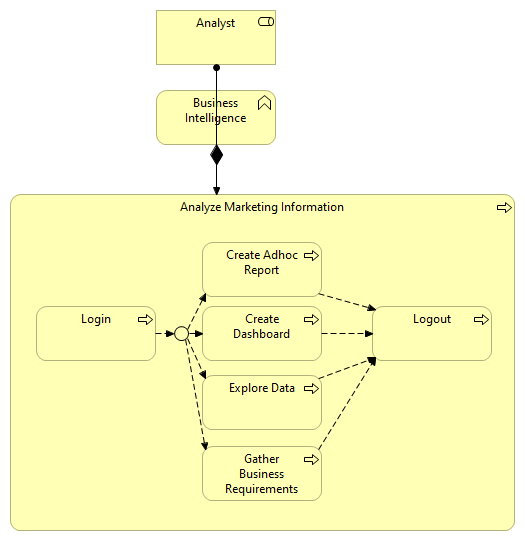 Analyst
Business
Intelligence
Analyze Marketing Information
Create Adhoc
Report
Login
Create
Dashboard
Logout
Explore Data
Gather
Business
Requirements